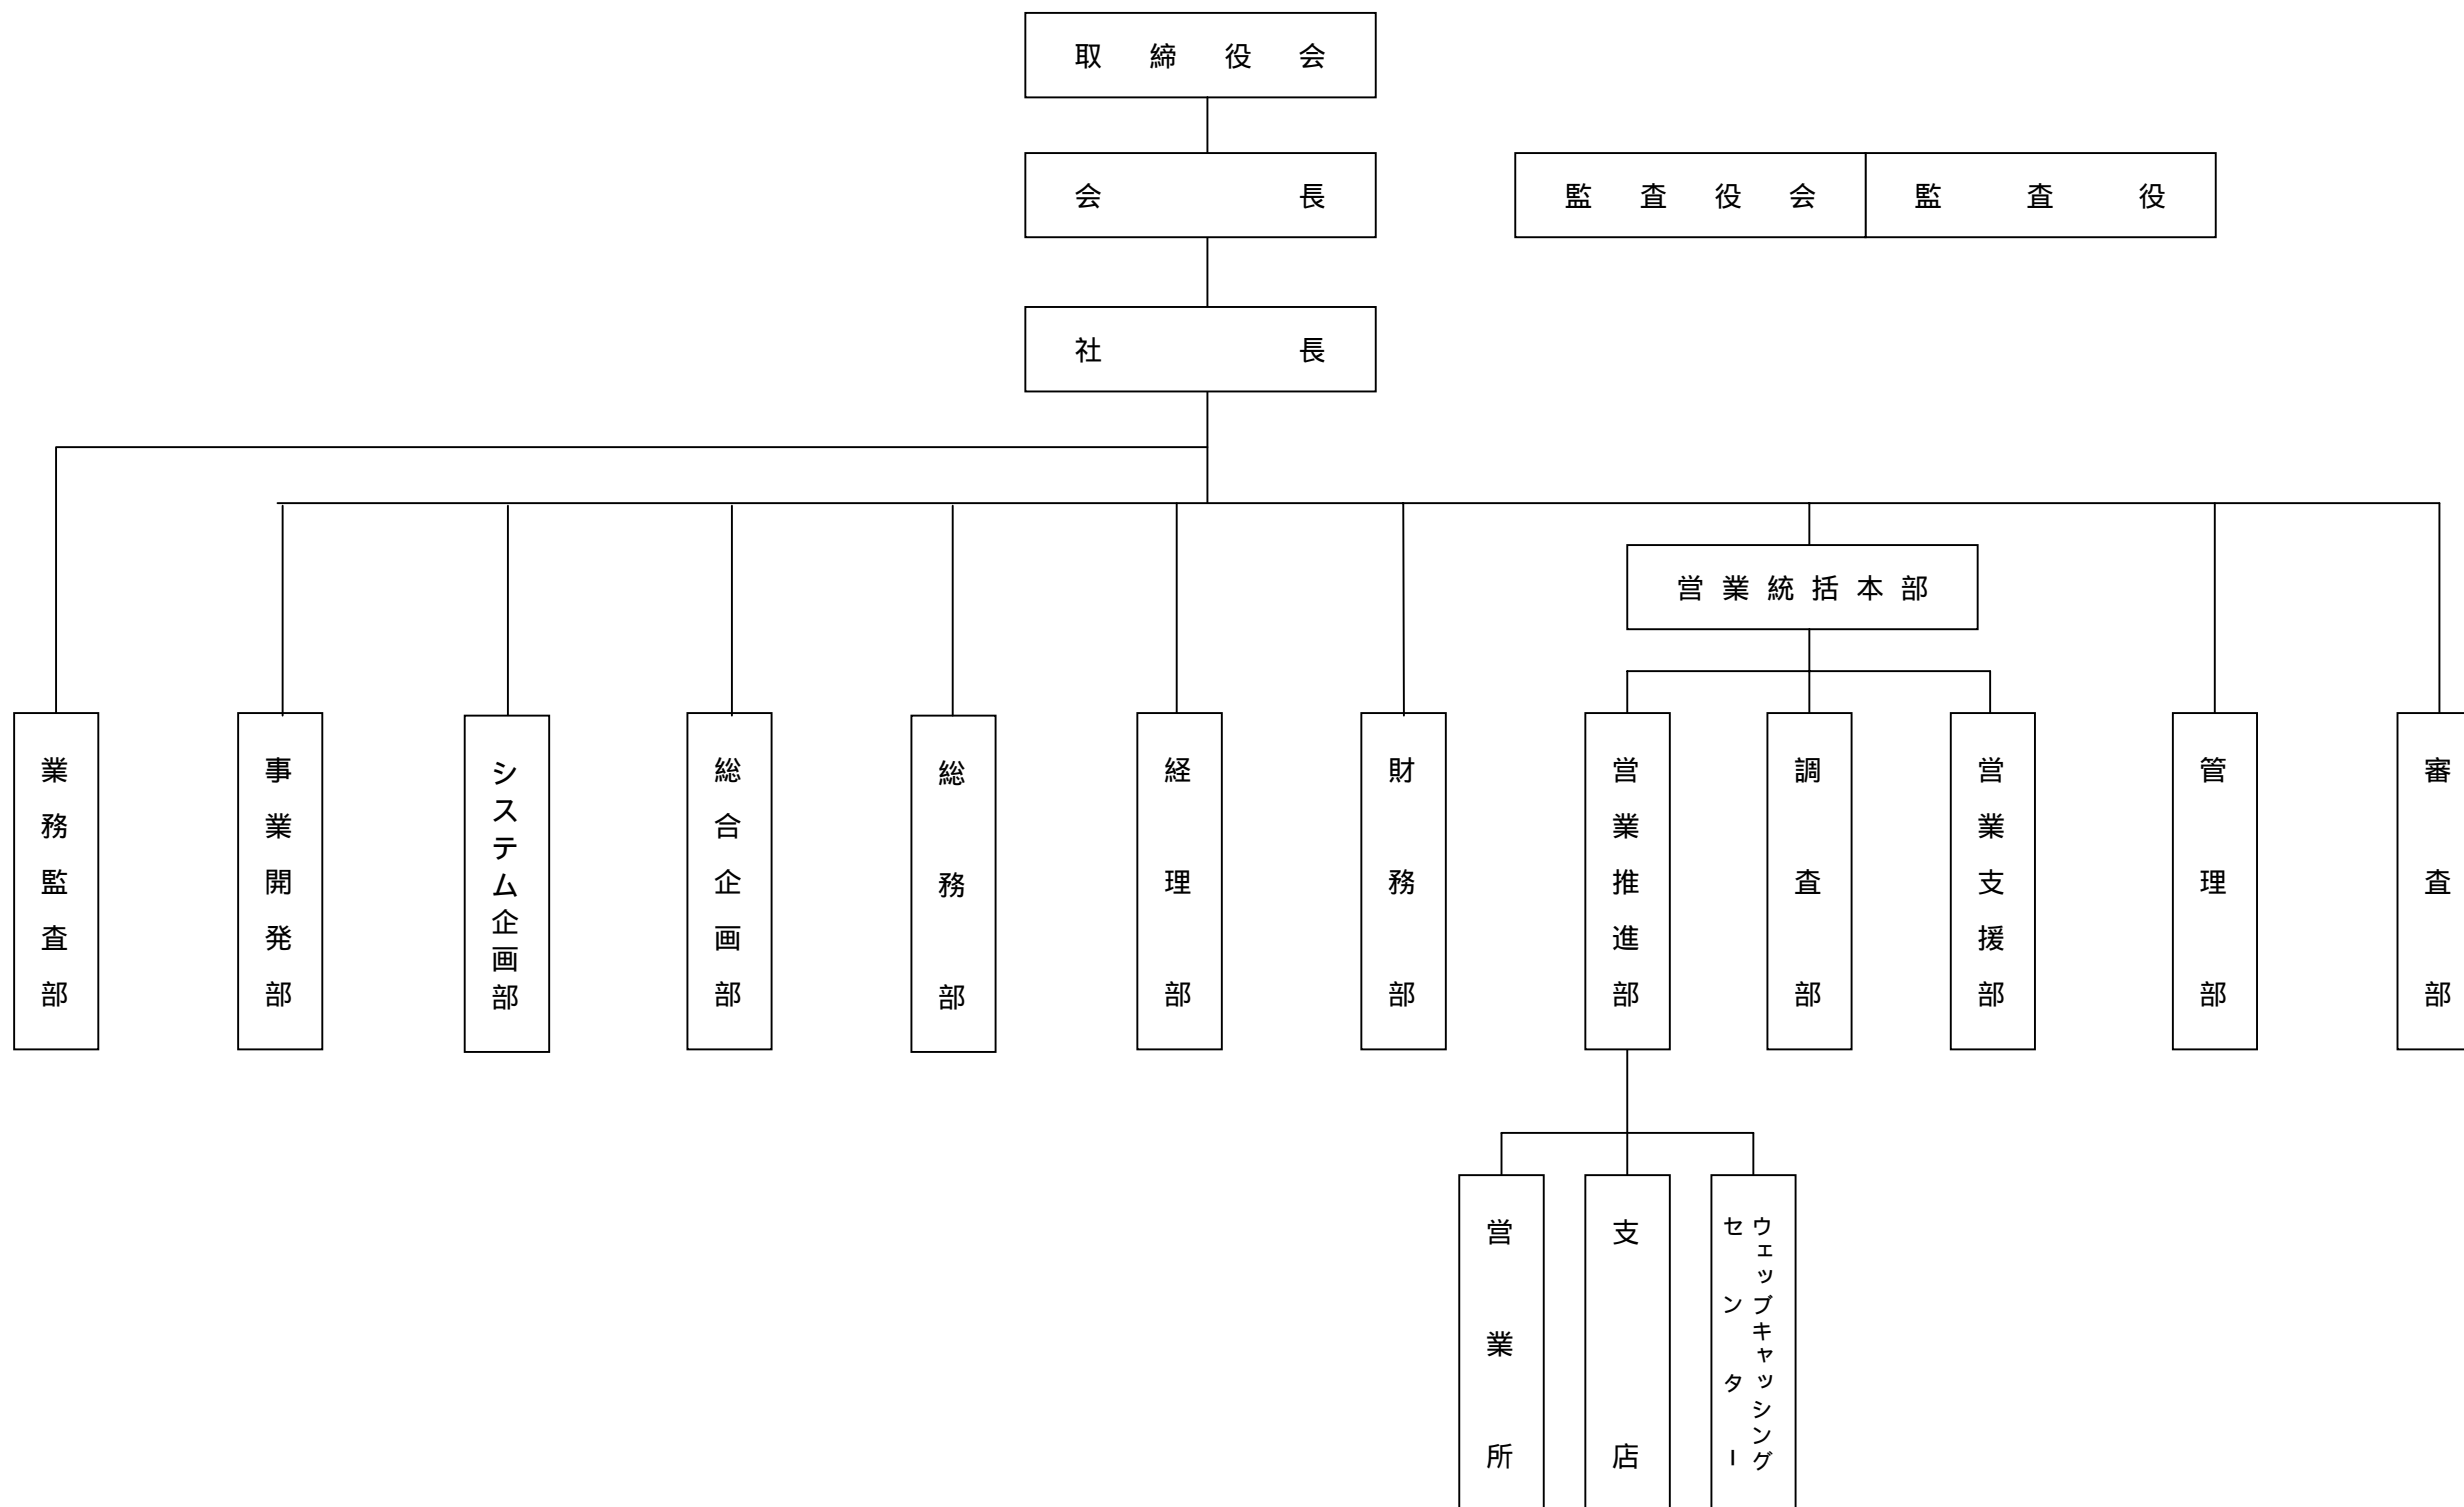 取締役会
会長
監査役会
監査役
社長
営業統括本部
業務監査部
事業開発部
システム企画部
総合企画部
総務部
経理部
財務部
営業推進部
調査部
営業支援部
管理部
審査部
営業所
支店
ウェッブキャッシング
センター